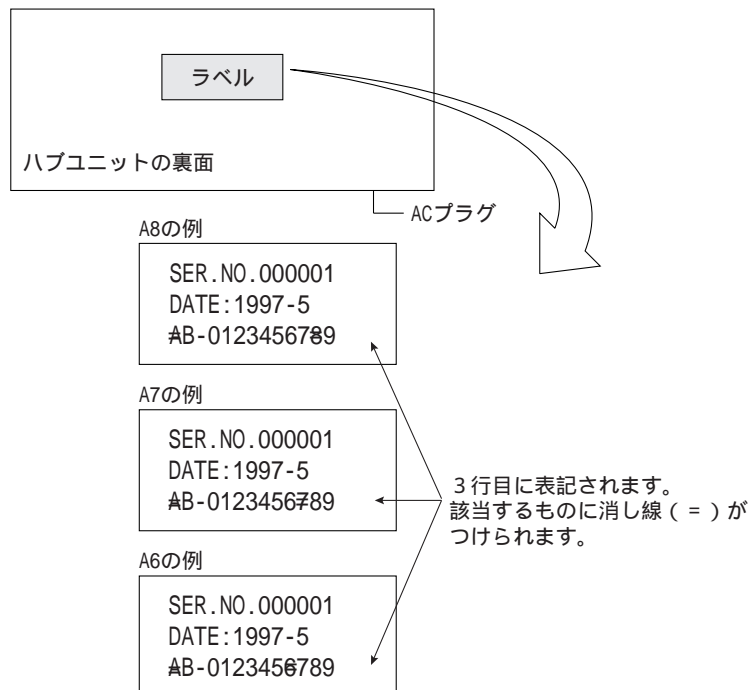 ラベル
ハブユニットの裏面
ACプラグ
A8の例
SER.NO.000001
DATE:1997-5
AB-0123456789
A7の例
SER.NO.000001
DATE:1997-5
AB-0123456789
3行目に表記されます。
該当するものに消し線(=)が
つけられます。
A6の例
SER.NO.000001
DATE:1997-5
AB-0123456789